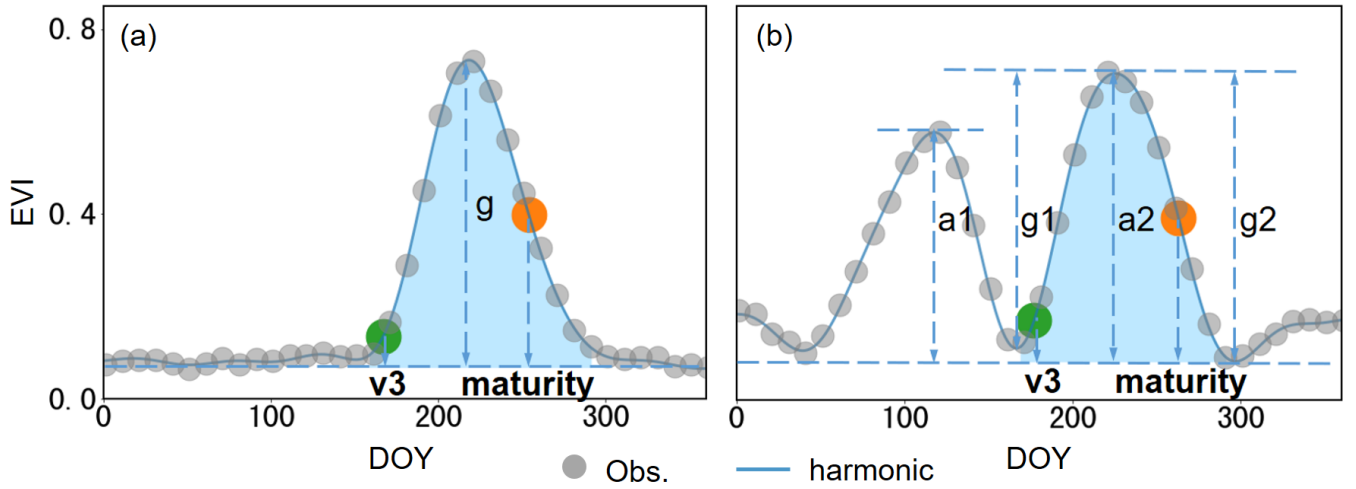 (a)
(b)
0.8
0.4
0.0
EVI
g
a1
g1
a2
g2
v3
maturity
v3
maturity
0
100
200
300
0
100
200
300
DOY
DOY
Obs.
harmonic